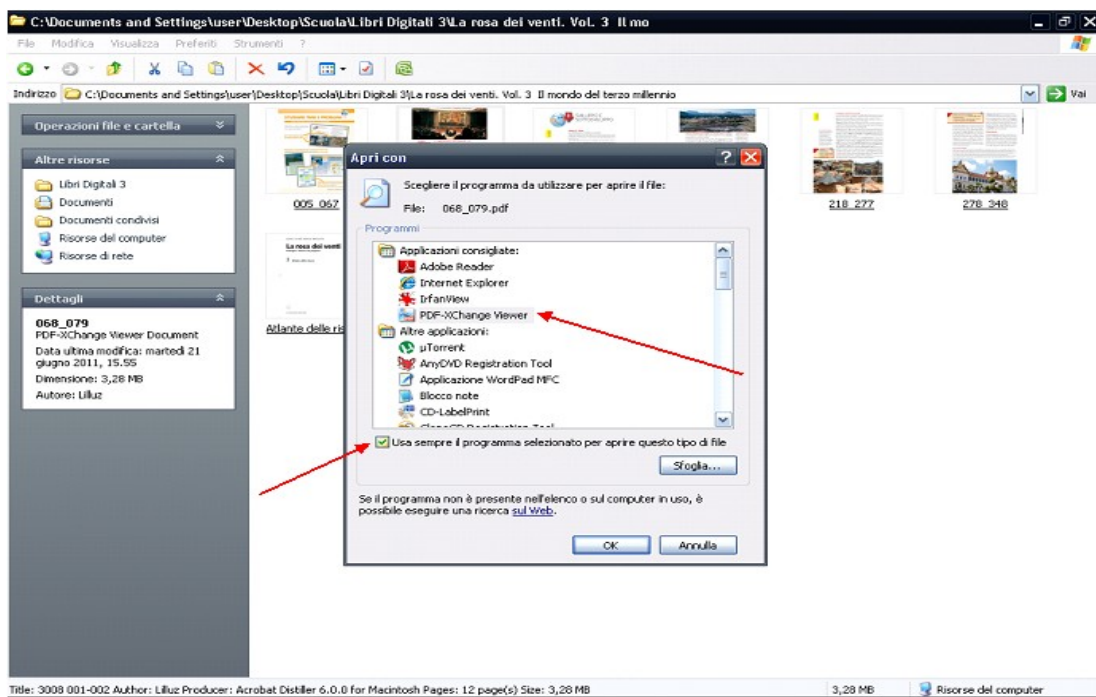 C:\Documents and Settings\user\Desktop\Scuola\Libri Digitali 3\La rosa dei venti. Vol. 3 Il mo
File Modifica Visualizza Preferiti Strumenti ?
Indirizzo C:\Documents and Settings\user\Desktop\Scuola\Libri Digitali 3\La rosa dei venti. Vol. 3 Il mondo del terzo millennio Vai
Operazioni file e cartella
Altre risorse
Libri Digitali 3
Documenti
Documenti condivisi
Risorse del computer
Risorse di rete
Dettagli
068_079
PDF-XChange Viewer Document
Data ultima modifica: martedì 21
giugno 2011, 15.55
Dimensione: 3,28 MB
Autore: Lilluz
005_067
218_277
278_348
La rosa dei venti
Atlante delle ris
Apri con
Scegliere il programma da utilizzare per aprire il file:
File: 068_079.pdf
Programmi
Applicazioni consigliate:
Adobe Reader
Internet Explorer
IrfanView
PDF-XChange Viewer
Altre applicazioni:
µTorrent
AnyDVD Registration Tool
Applicazione WordPad MFC
Blocco note
CD-LabelPrint
CloneCD Registration Tool
Usa sempre il programma selezionato per aprire questo tipo di file
Sfoglia...
Se il programma non è presente nell'elenco o sul computer in uso, è
possibile eseguire una ricerca sul Web.
OK Annulla
Title: 3008 001-002 Author: Lilluz Producer: Acrobat Distiller 6.0.0 for Macintosh Pages: 12 page(s) Size: 3,28 MB 3,28 MB Risorse del computer